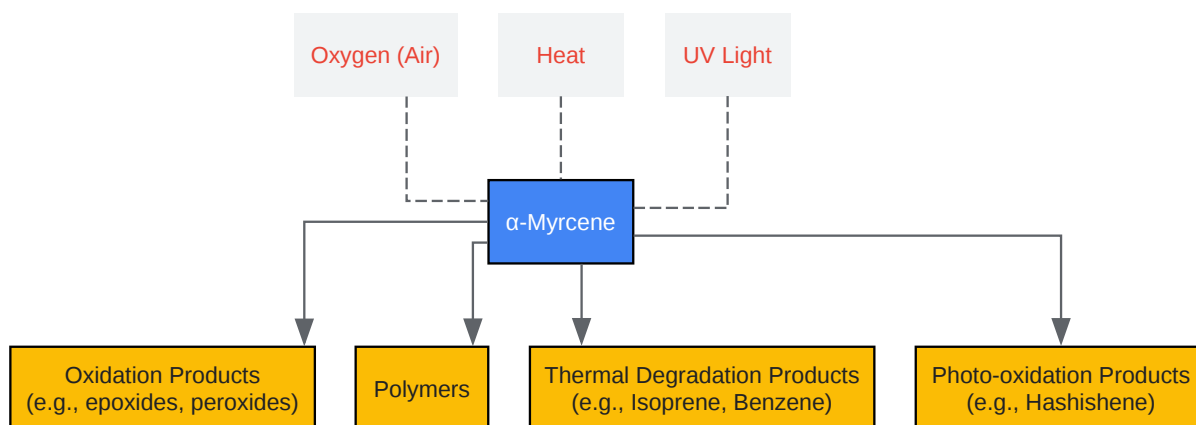 Oxygen (Air)
Heat
UV Light
α-Myrcene
Oxidation Products
(e.g., epoxides, peroxides)
Polymers
Thermal Degradation Products
(e.g., Isoprene, Benzene)
Photo-oxidation Products
(e.g., Hashishene)